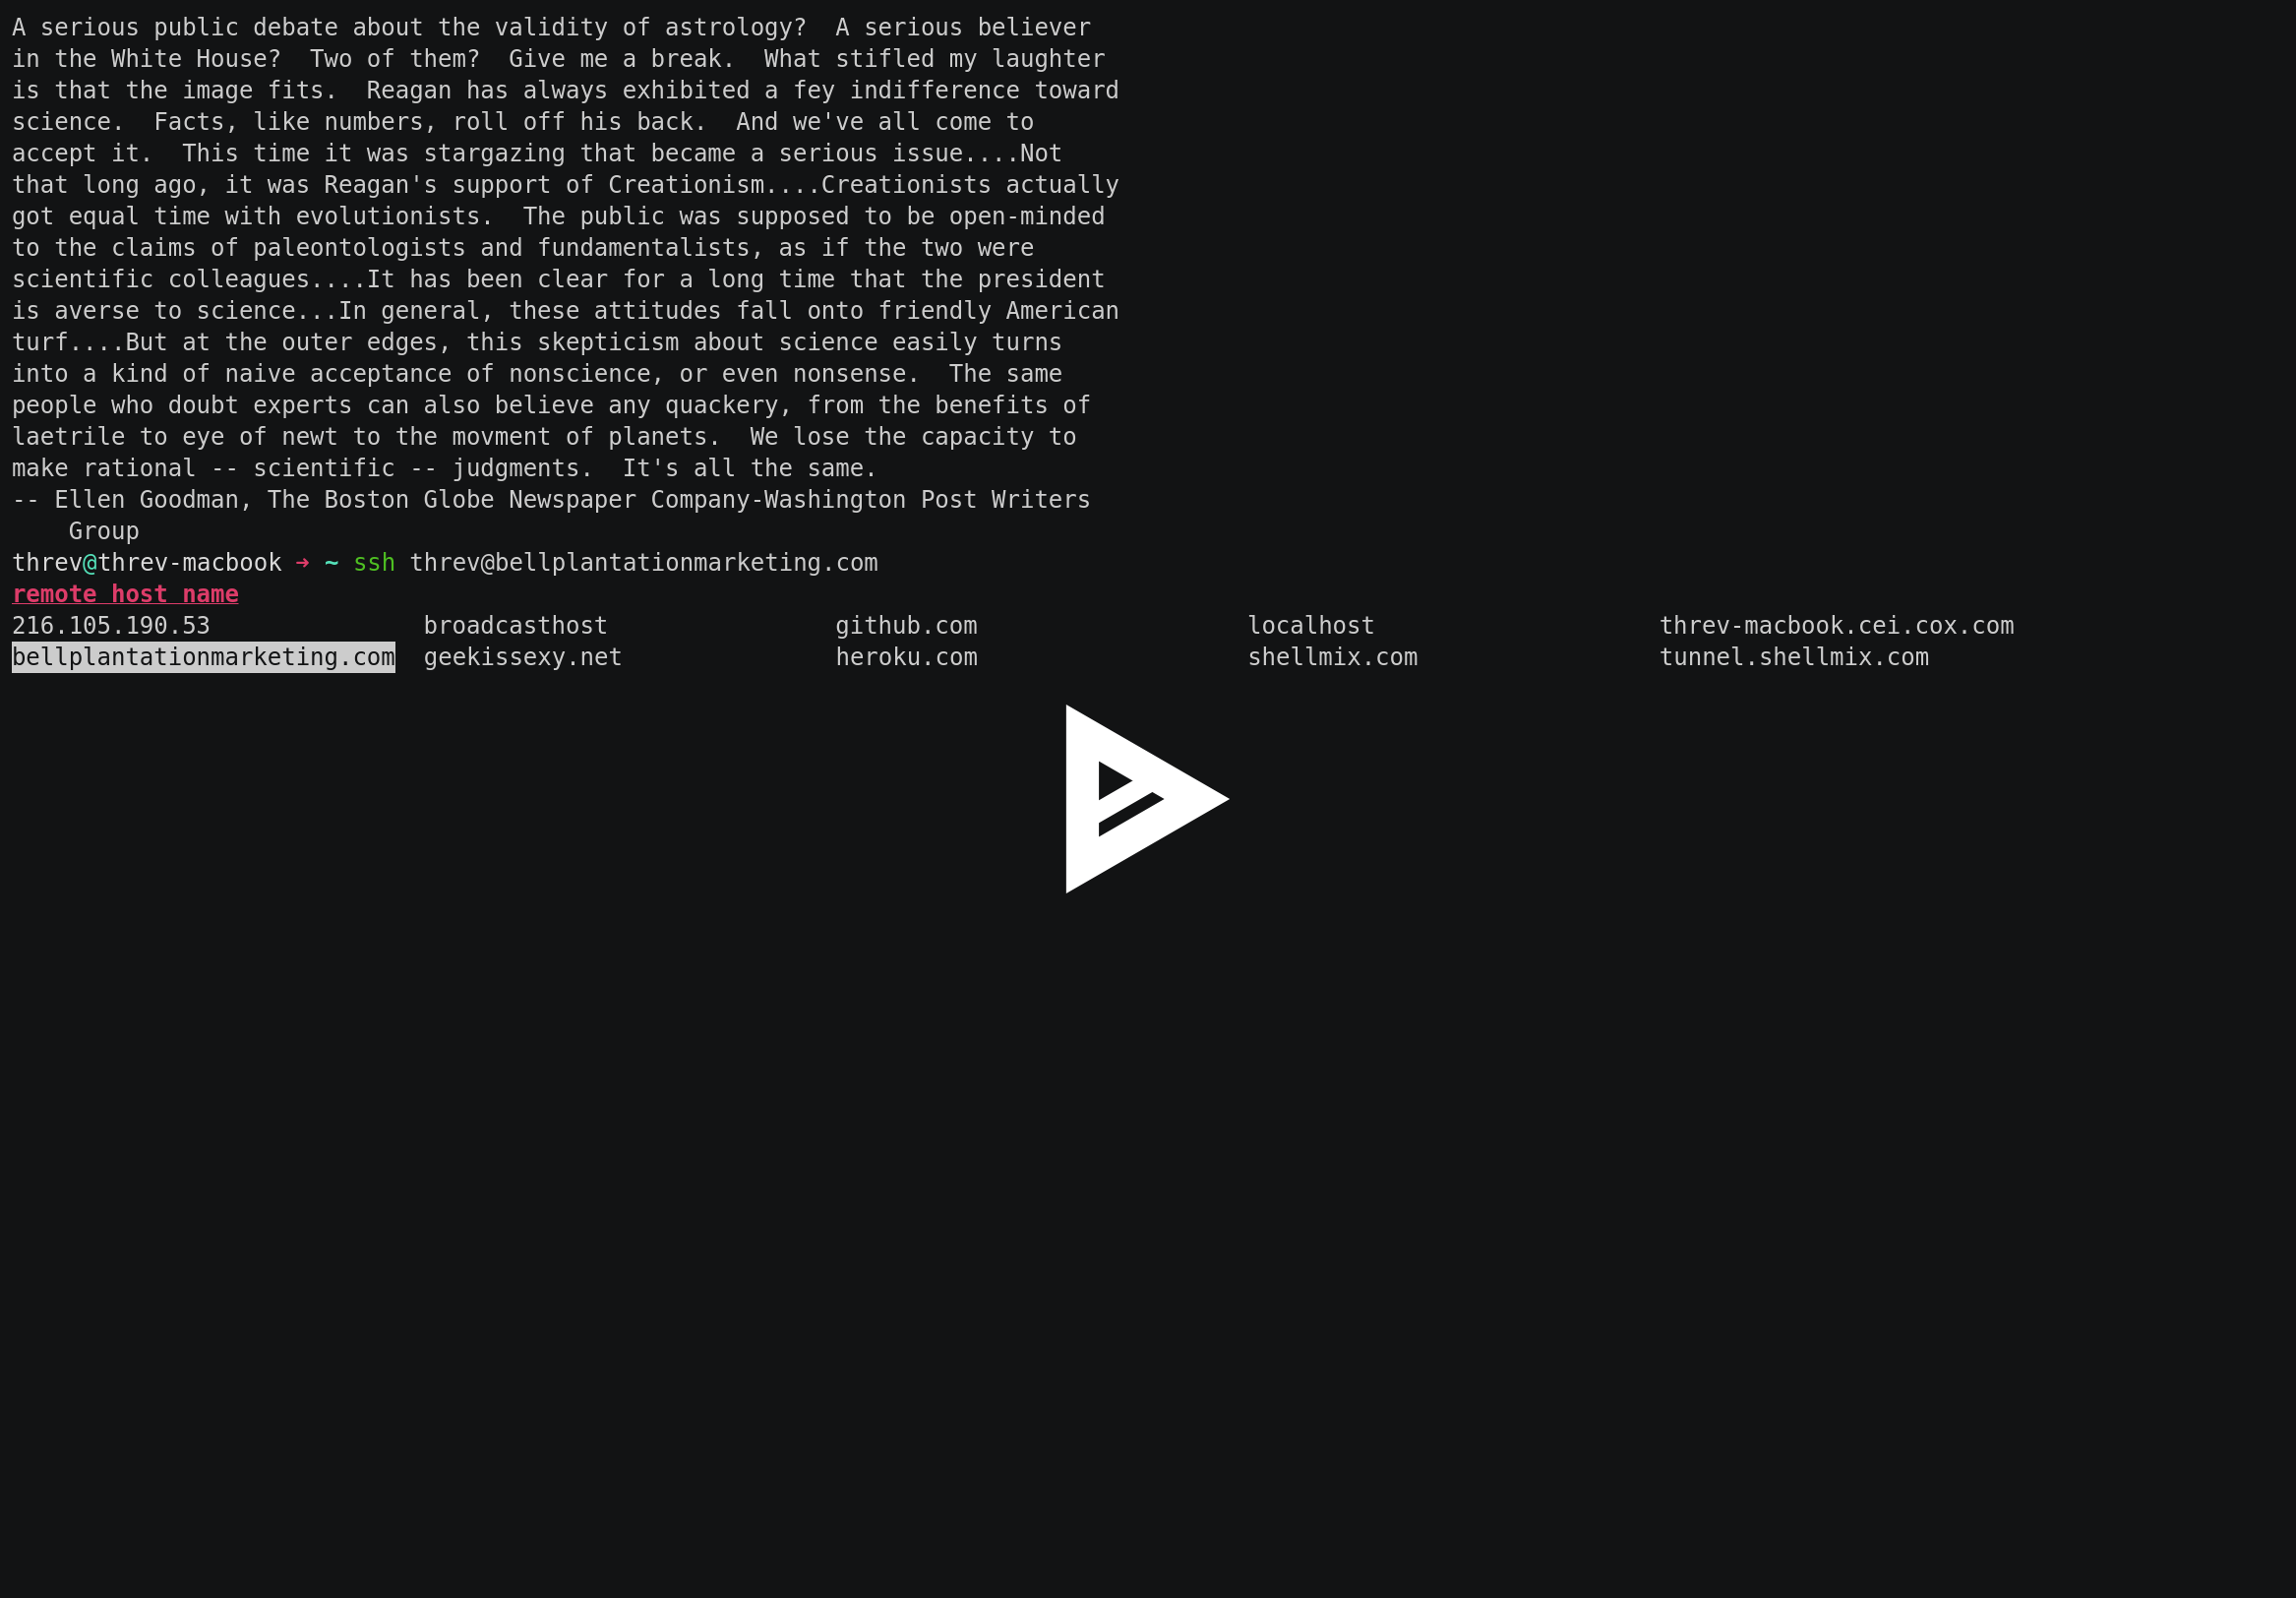 A serious public debate about the validity of astrology?  A serious believer
in the White House?  Two of them?  Give me a break.  What stifled my laughter
is that the image fits.  Reagan has always exhibited a fey indifference toward
science.  Facts, like numbers, roll off his back.  And we've all come to
accept it.  This time it was stargazing that became a serious issue....Not
that long ago, it was Reagan's support of Creationism....Creationists actually
got equal time with evolutionists.  The public was supposed to be open-minded
to the claims of paleontologists and fundamentalists, as if the two were
scientific colleagues....It has been clear for a long time that the president
is averse to science...In general, these attitudes fall onto friendly American
turf....But at the outer edges, this skepticism about science easily turns
into a kind of naive acceptance of nonscience, or even nonsense.  The same
people who doubt experts can also believe any quackery, from the benefits of
laetrile to eye of newt to the movment of planets.  We lose the capacity to
make rational -- scientific -- judgments.  It's all the same.
-- Ellen Goodman, The Boston Globe Newspaper Company-Washington Post Writers
    Group
threv@threv-macbook ➜ ~ ssh threv@bellplantationmarketing.com
remote host name
216.105.190.53               broadcasthost                github.com                   localhost                    threv-macbook.cei.cox.com
bellplantationmarketing.com  geekissexy.net               heroku.com                   shellmix.com                 tunnel.shellmix.com